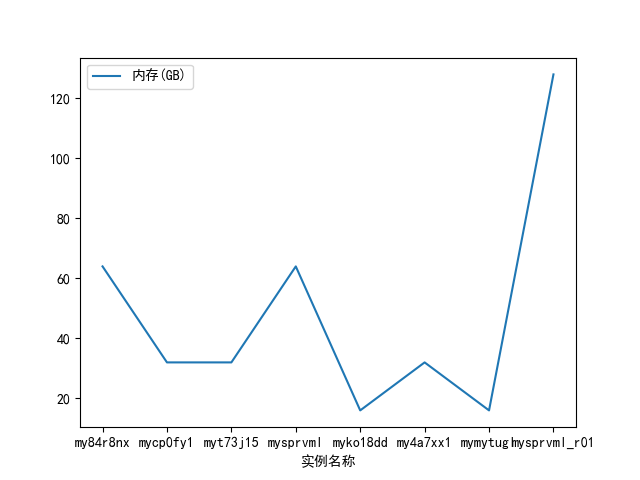 内存(GB)
120
100
80
60
40
20
my84r8nx mycp0fy1 myt73j15 mysprvml myko18dd my4a7xx1 mymytugl mysprvml_r01
实例名称